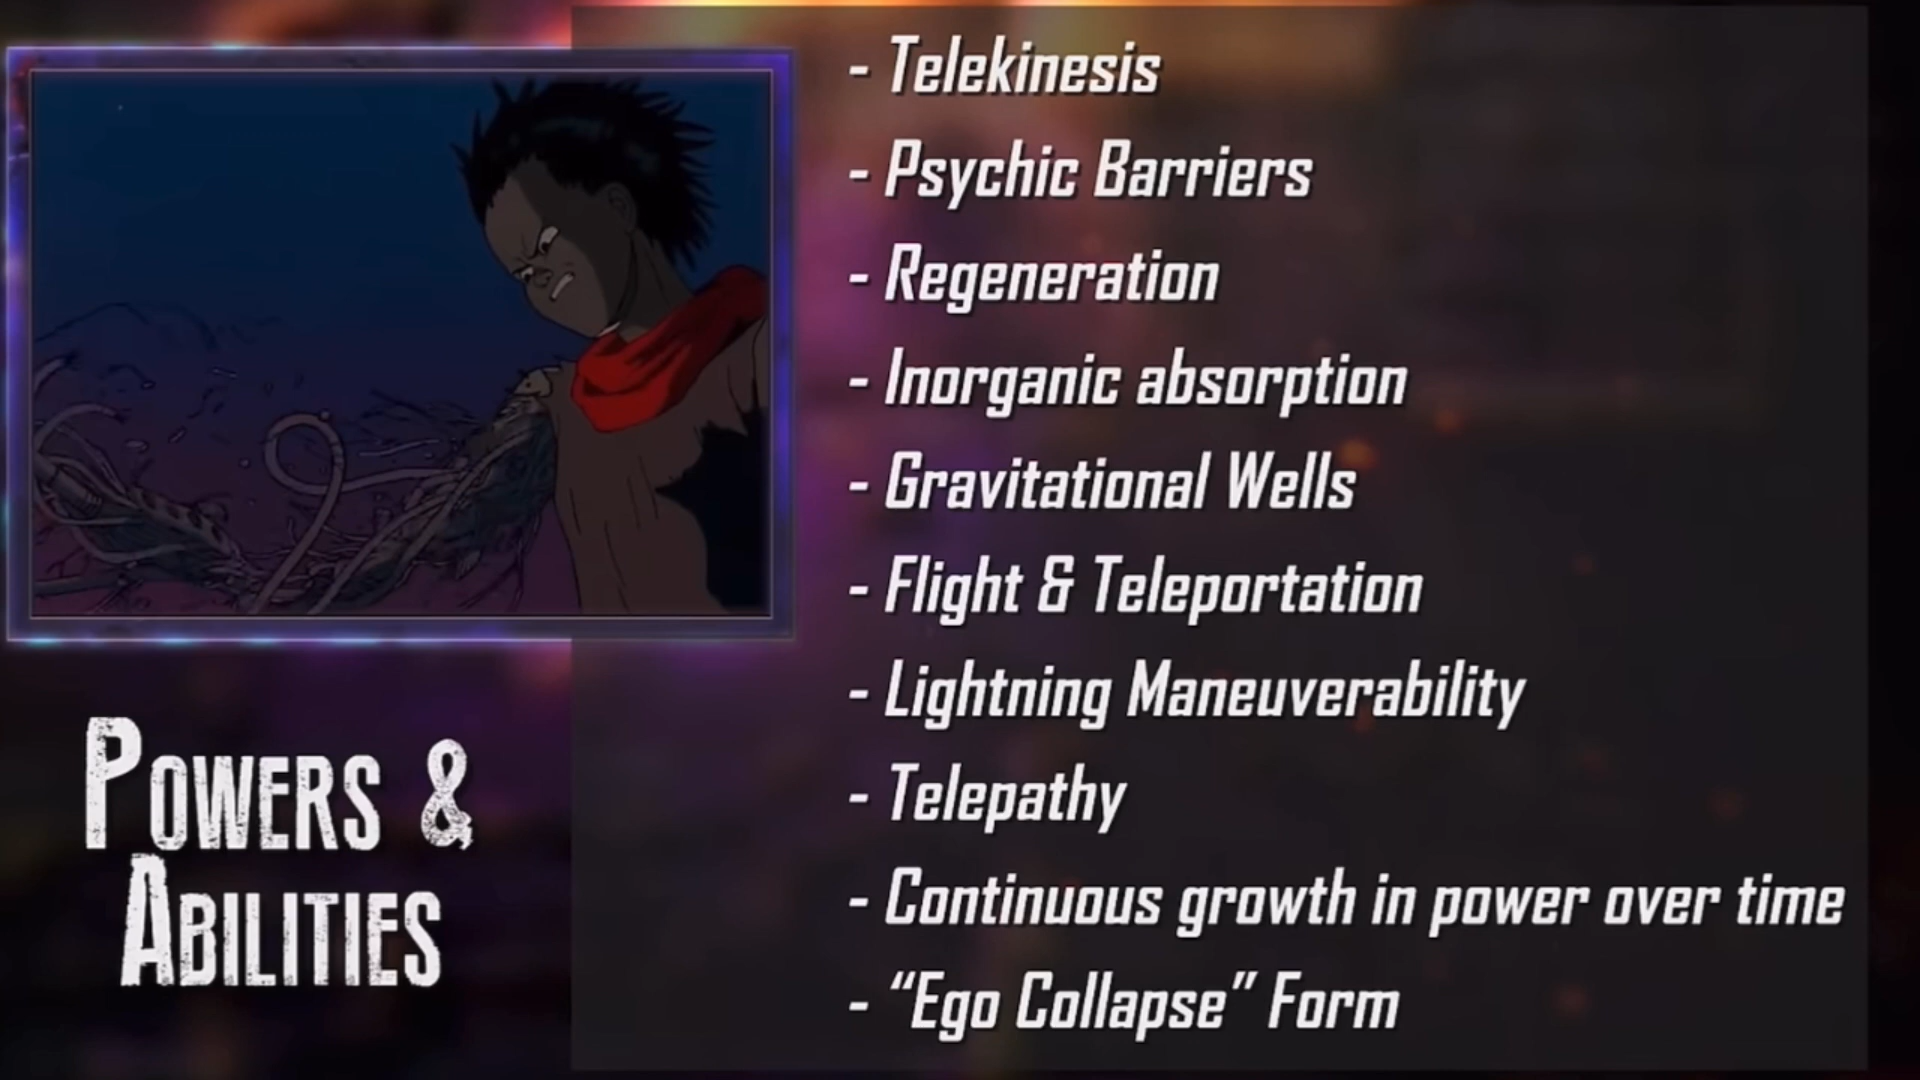 - Telekinesis
- Psychic Barriers
- Regeneration
- Inorganic absorption
- Gravitational Wells
- Flight & Teleportation
- Lightning Maneuverability
- Telepathy
- Continuous growth in power over time
- “Ego Collapse” Form
POWERS &
ABILITIES